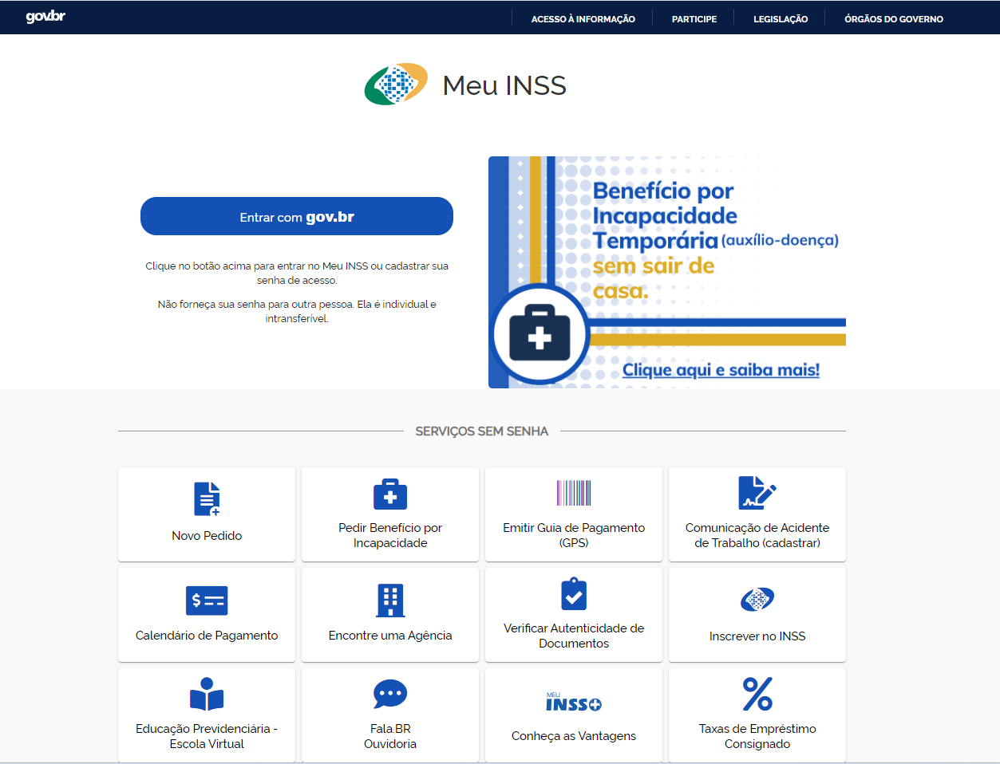 gov.br
ACESSO À INFORMAÇÃO
PARTICIPE
LEGISLAÇÃO
ÓRGÃOS DO GOVERNO
Meu INSS
Entrar com gov.br
Clique no botão acima para entrar no Meu INSS ou cadastrar sua
senha de acesso.
Não forneça sua senha para outra pessoa. Ela é individual e
intransferível.
Benefício por
Incapacidade
Temporária (auxílio-doença)
sem sair de
casa.
Clique aqui e saiba mais!
SERVIÇOS SEM SENHA
Novo Pedido
Pedir Benefício por
Incapacidade
Emitir Guia de Pagamento
(GPS)
Comunicação de Acidente
de Trabalho (cadastrar)
$
Calendário de Pagamento
Encontre uma Agência
Verificar Autenticidade de
Documentos
Inscrever no INSS
Educação Previdenciária -
Escola Virtual
Fala.BR
Ouvidoria
MEU
INSS+
Conheça as Vantagens
%
Taxas de Empréstimo
Consignado